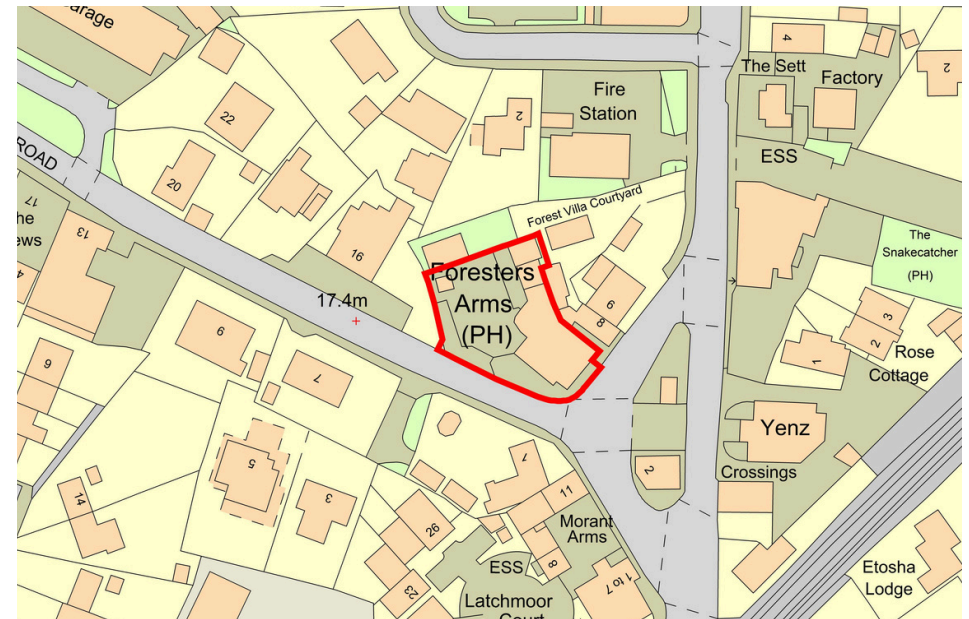 arage
4
The Sett
Factory
2
Fire
Station
2
22
ROAD
20
ESS
17
he
ews
13
4
16
Forest Villa Courtyard
The
Snakecatcher
(PH)
Foresters
Arms
(PH)
17.4m
6
8
3
2
1
Rose
Cottage
9
7
6
Yenz
Crossings
5
3
14
1
11
2
26
Morant
Arms
ESS
8
1 to 7
23
Latchmoor
Court
Etosha
Lodge